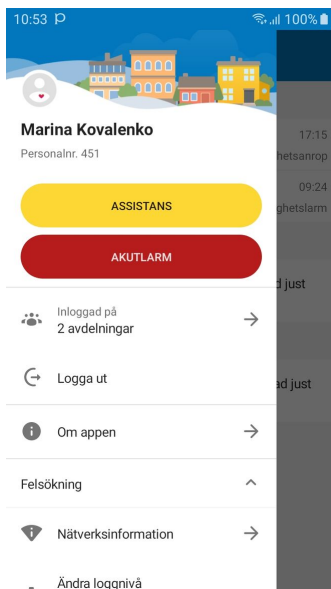 10:53
100%
Marina Kovalenko
Personalnr. 451
17:15
hetsanrop
09:24
ghetslarm
ASSISTANS
AKUTLARM
d just
Inloggad på
2 avdelningar
Logga ut
ad just
Om appen
Felsökning
Nätverksinformation
Ändra loggnivå